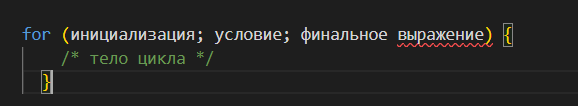 for (инициализация; условие; финальное выражение) {
/* тело цикла */
}